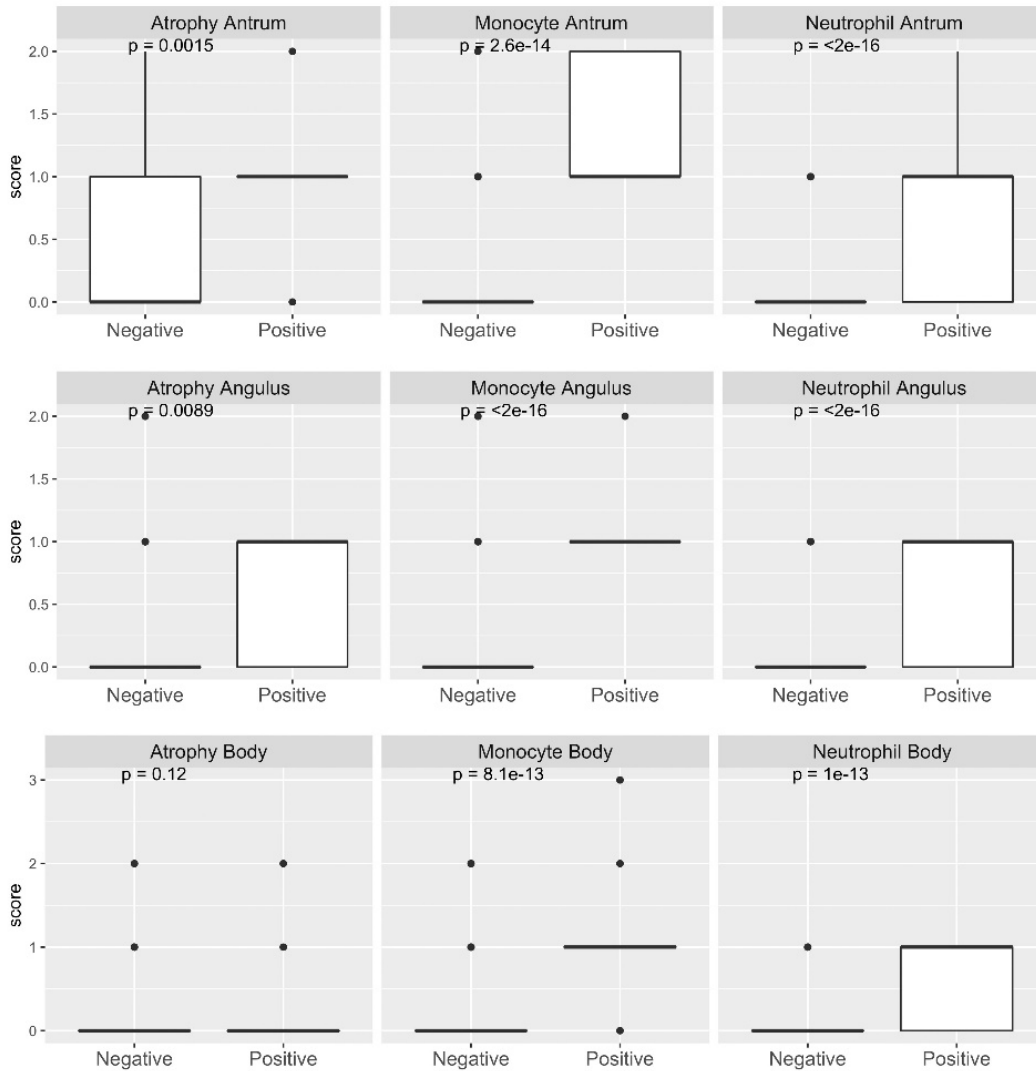 Atrophy Antrum Monocyte Antrum Neutrophil Antrum
p = 0.0015 p = 2.6e-14 p = <2e-16
2.0
1.5
1.0
0.5
0.0
score
Negative Positive Negative Positive Negative Positive
Atrophy Angulus Monocyte Angulus Neutrophil Angulus
p = 0.0089 p = <2e-16 p = <2e-16
2.0
1.5
1.0
0.5
0.0
score
Negative Positive Negative Positive Negative Positive
Atrophy Body Monocyte Body Neutrophil Body
p = 0.12 p = 8.1e-13 p = 1e-13
3
2
1
0
score
Negative Positive Negative Positive Negative Positive